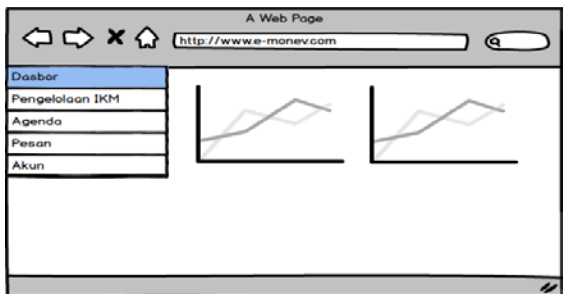 A Web Page
http://www.e-monev.com
Dasbor
Pengelolaan IKM
Agenda
Pesan
Akun